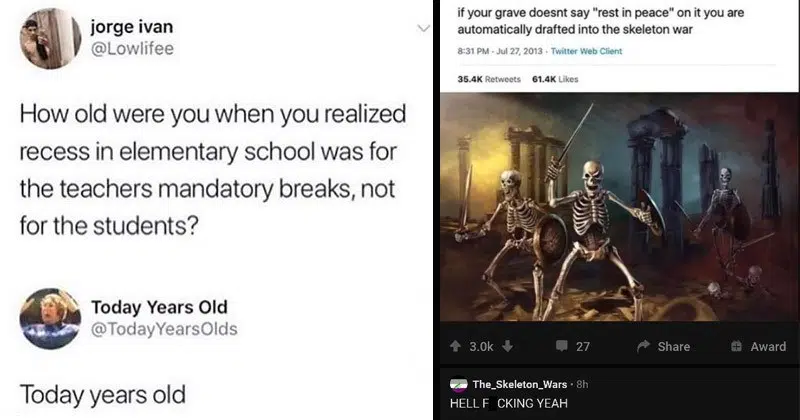 jorge ivan
@Lowlifee
How old were you when you realized
recess in elementary school was for
the teachers mandatory breaks, not
for the students?
Today Years Old
@TodayYearsOlds
Today years old
if your grave doesnt say "rest in peace" on it you are
automatically drafted into the skeleton war
8:31 PM - Jul 27, 2013 · Twitter Web Client
35.4K Retweets 61.4K Likes
3.0k 27 Share Award
The_Skeleton_Wars · 8h
HELL F CKING YEAH